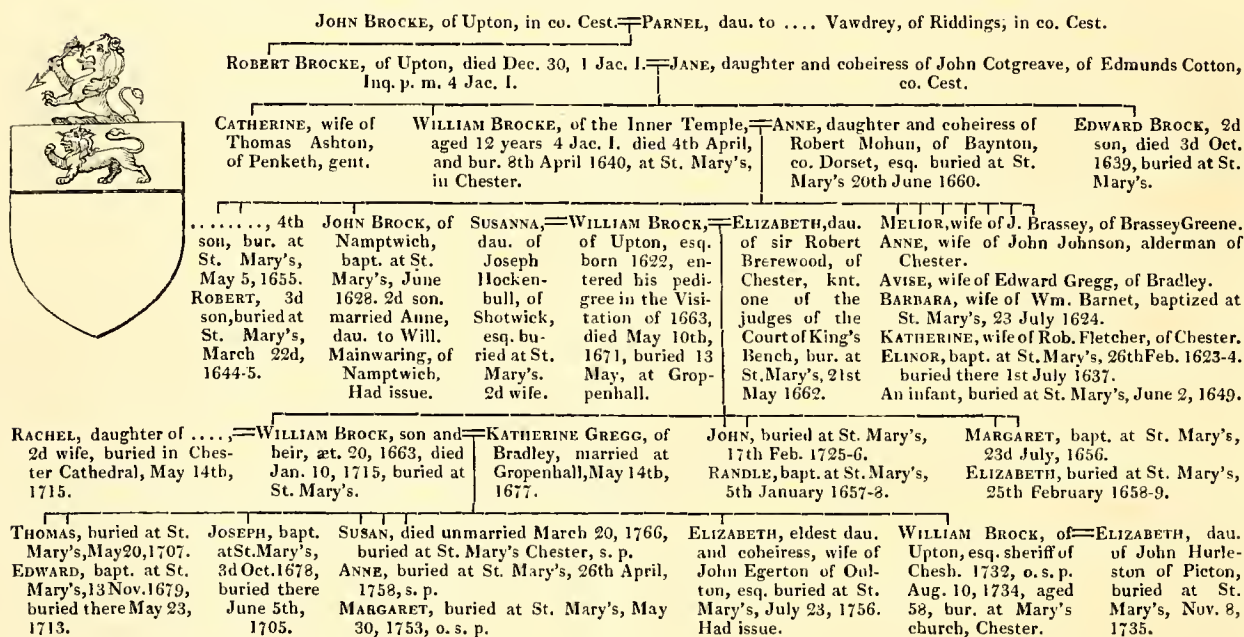 JOHN BROCKE, of Upton, in co. Cest.=PARNEL, dau. to .... Vawdrey, of Riddings, in co. Cest.
ROBERT BROCKE, of Upton, died Dec. 30, 1 Jac. I.=JANE, daughter and coheiress of John Cotgreave, of Edmunds Cotton,
Inq. p. m. 4 Jac. I.
co. Cest.
CATHERINE, wife of
Thomas Ashton,
of Penketh, gent.
WILLIAM BROCKE, of the Inner Temple,=
aged 12 years 4 Jac. I. died 4th April,
and bur. 8th April 1640, at St. Mary's,
in Chester.
ANNE, daughter and coheiress of
Robert Mohun, of Baynton,
co. Dorset, esq. buried at St.
Mary's 20th June 1660.
EDWARD BROCK, 2d
son, died 3d Oct.
1639, buried at St.
Mary's.
........, 4th
son, bur. at
St. Mary's,
May 5, 1655.
ROBERT, 3d
son, buried at
St. Mary's,
March 22d,
1644-5.
JOHN BROCK, of
Namptwich,
bapt. at St.
Mary's, June
1628. 2d son.
married Anne,
dau. to Will.
Mainwaring, of
Namptwich,
Had issue.
SUSANNA,=
dau. of
Joseph
Hocken-
bull, of
Shotwick,
esq. bu-
ried at St.
Mary's.
2d wife.
WILLIAM BROCK,=
of Upton, esq.
born 1622, en-
tered his pedi-
gree in the Visi-
tation of 1663,
died May 10th,
1671, buried 13
May, at Grop-
penhall.
ELIZABETH, dau.
of sir Robert
Brerewood, of
Chester, knt.
one of the
judges of the
Court of King's
Bench, bur. at
St. Mary's, 21st
May 1662.
MELIOR, wife of J. Brassey, of Brassey Greene.
ANNE, wife of John Johnson, alderman of
Chester.
AVISE, wife of Edward Gregg, of Bradley.
BARBARA, wife of Wm. Barnet, baptized at
St. Mary's, 23 July 1624.
KATHERINE, wife of Rob. Fletcher, of Chester.
ELINOR, bapt. at St. Mary's, 26th Feb. 1623-4.
buried there 1st July 1637.
An infant, buried at St. Mary's, June 2, 1649.
RACHEL, daughter of ....,=
2d wife, buried in Ches-
ter Cathedral, May 14th,
1715.
WILLIAM BROCK, son and=
heir, æt. 20, 1663, died
Jan. 10, 1715, buried at
St. Mary's.
KATHERINE GREGG, of
Bradley, married at
Gropenhall, May 14th,
1677.
JOHN, buried at St. Mary's,
17th Feb. 1725-6.
RANDLE, bapt. at St. Mary's,
5th January 1657-8.
MARGARET, bapt. at St. Mary's,
23d July, 1656.
ELIZABETH, buried at St. Mary's,
25th February 1658-9.
THOMAS, buried at St.
Mary's, May 20, 1707.
EDWARD, bapt. at St.
Mary's, 13 Nov. 1679,
buried there May 23,
1713.
JOSEPH, bapt.
at St. Mary's,
3d Oct. 1678,
buried there
June 5th,
1705.
SUSAN, died unmarried March 20, 1766,
buried at St. Mary's Chester, s. p.
ANNE, buried at St. Mary's, 26th April,
1758, s. p.
MARGARET, buried at St. Mary's, May
30, 1753, o. s. p.
ELIZABETH, eldest dau.
and coheiress, wife of
John Egerton of Oul-
ton, esq. buried at St.
Mary's, July 23, 1756.
Had issue.
WILLIAM BROCK, of=
Upton, esq. sheriff of
Chesh. 1732, o. s. p.
Aug. 10, 1734, aged
58, bur. at Mary's
church, Chester.
ELIZABETH, dau.
of John Hurle-
ston of Picton,
buried at St.
Mary's, Nov. 8,
1735.